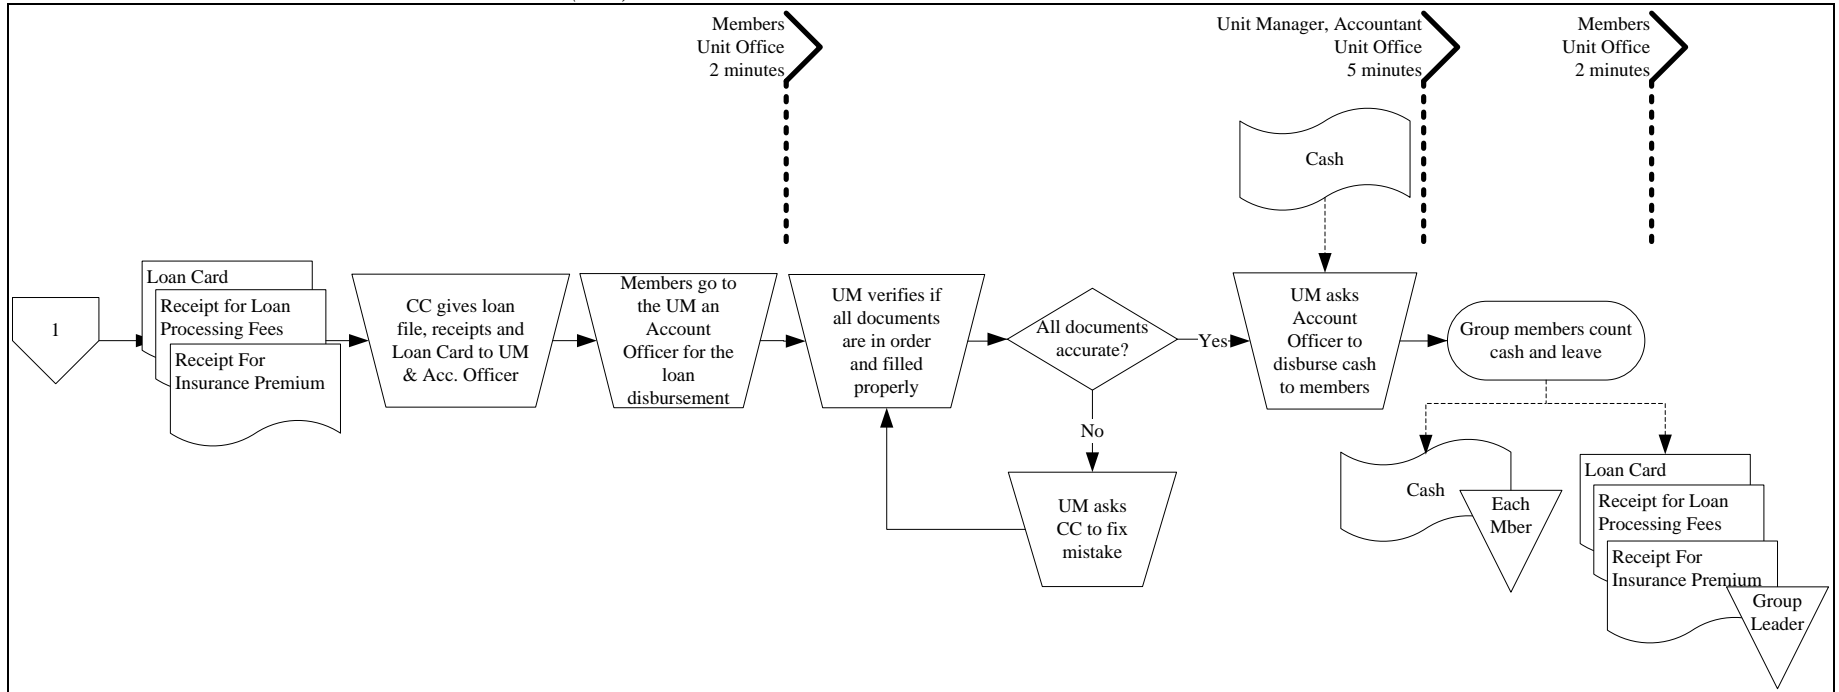 Members
Unit Office
2 minutes
Unit Manager, Accountant
Unit Office
5 minutes
Members
Unit Office
2 minutes
Cash
1
Loan Card
Receipt for Loan
Processing Fees
Receipt For
Insurance Premium
CC gives loan
file, receipts and
Loan Card to UM
& Acc. Officer
Members go to
the UM an
Account
Officer for the
loan
disbursement
UM verifies if
all documents
are in order
and filled
properly
All documents
accurate?
Yes
No
UM asks
CC to fix
mistake
UM asks
Account
Officer to
disburse cash
to members
Group members count
cash and leave
Cash
Each
Mber
Loan Card
Receipt for Loan
Processing Fees
Receipt For
Insurance Premium
Group
Leader